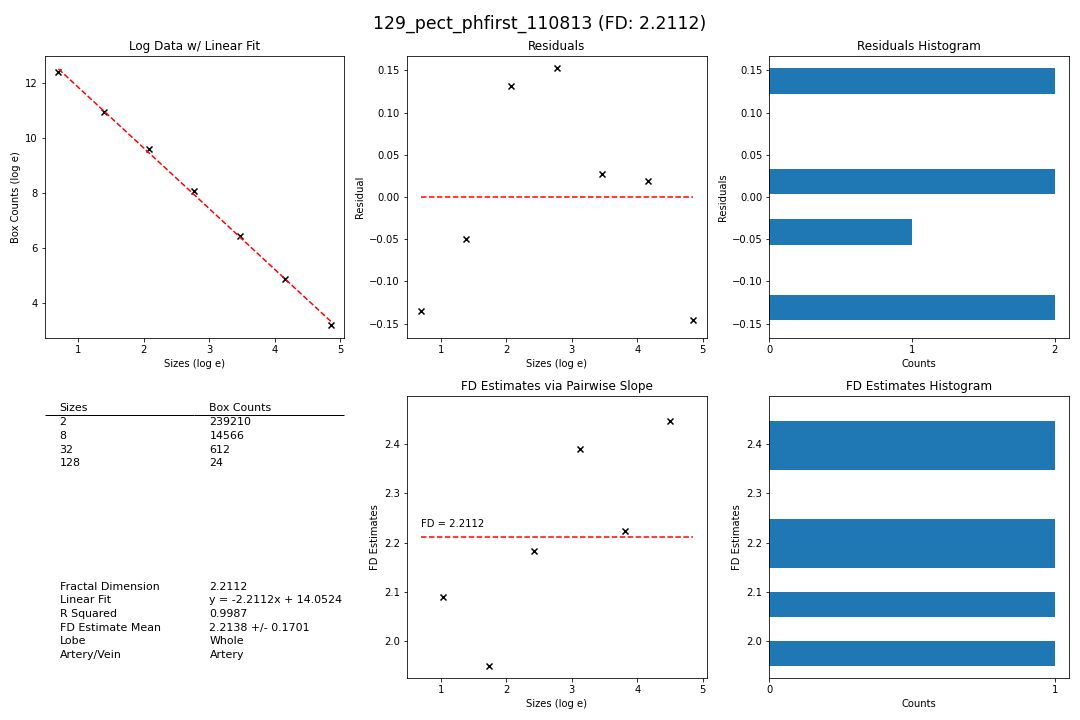 129_pect_phfirst_110813 (FD: 2.2112)
Log Data w/ Linear Fit
Box Counts (log e)
12
10
8
6
4
1 2 3 4 5
Sizes (log e)
Residuals
Residual
0.15
0.10
0.05
0.00
−0.05
−0.10
−0.15
1 2 3 4 5
Sizes (log e)
Residuals Histogram
Residuals
0.15
0.10
0.05
0.00
−0.05
−0.10
−0.15
0 1 2
Counts
Sizes Box Counts
2 239210
8 14566
32 612
128 24
Fractal Dimension 2.2112
Linear Fit y = -2.2112x + 14.0524
R Squared 0.9987
FD Estimate Mean 2.2138 +/- 0.1701
Lobe Whole
Artery/Vein Artery
FD Estimates via Pairwise Slope
FD Estimates
2.4
2.3
FD = 2.2112
2.2
2.1
2.0
1 2 3 4 5
Sizes (log e)
FD Estimates Histogram
FD Estimates
2.4
2.3
2.2
2.1
2.0
0 1
Counts